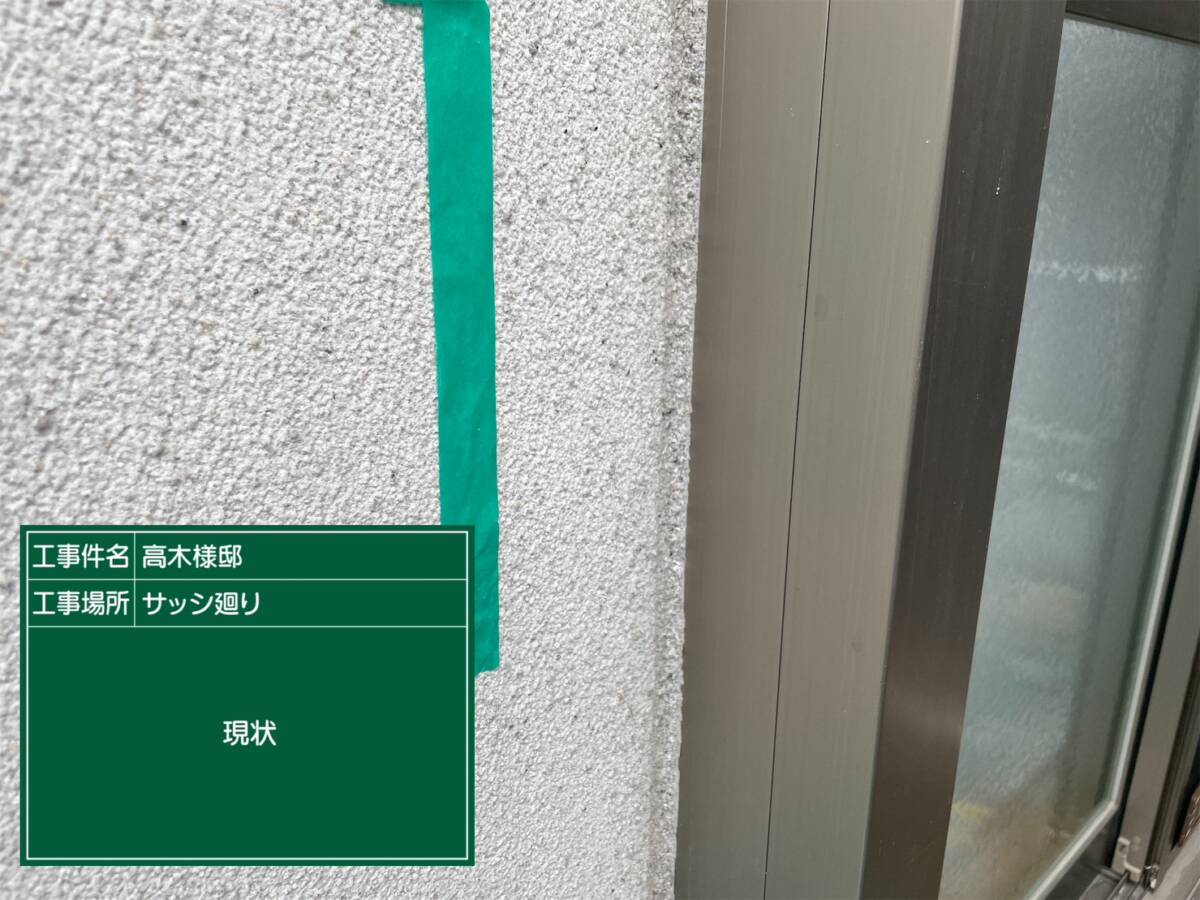 工事件名 高木様邸
工事場所 サッシ廻り
現状